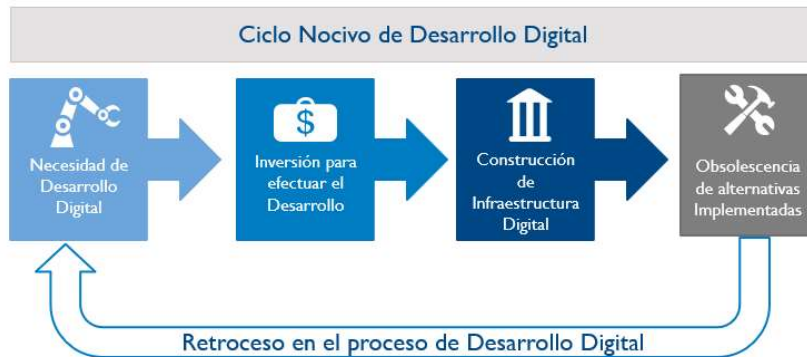 Ciclo Nocivo de Desarrollo Digital
Necesidad de
Desarrollo
Digital
$
Inversión para
efectuar el
Desarrollo
Construcción
de
Infraestructura
Digital
Obsolescencia
de alternativas
Implementadas
Retroceso en el proceso de Desarrollo Digital